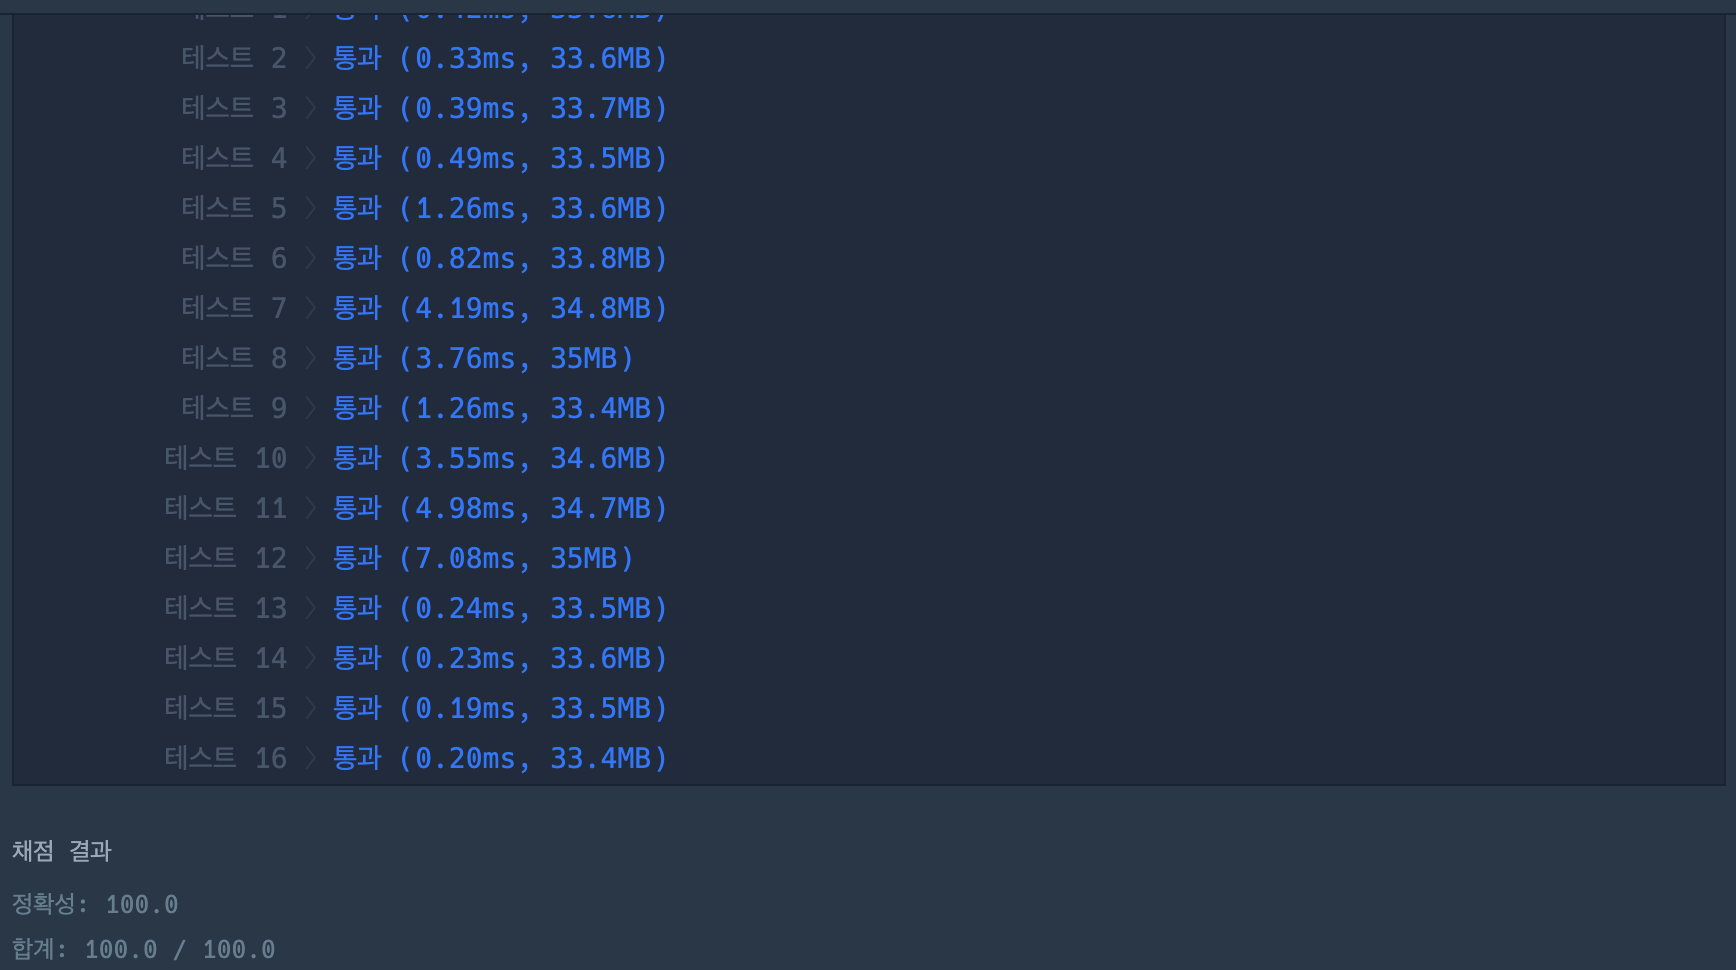 테스트 2 〉 통과 (0.33ms, 33.6MB)
테스트 3 〉 통과 (0.39ms, 33.7MB)
테스트 4 〉 통과 (0.49ms, 33.5MB)
테스트 5 〉 통과 (1.26ms, 33.6MB)
테스트 6 〉 통과 (0.82ms, 33.8MB)
테스트 7 〉 통과 (4.19ms, 34.8MB)
테스트 8 〉 통과 (3.76ms, 35MB)
테스트 9 〉 통과 (1.26ms, 33.4MB)
테스트 10 〉 통과 (3.55ms, 34.6MB)
테스트 11 〉 통과 (4.98ms, 34.7MB)
테스트 12 〉 통과 (7.08ms, 35MB)
테스트 13 〉 통과 (0.24ms, 33.5MB)
테스트 14 〉 통과 (0.23ms, 33.6MB)
테스트 15 〉 통과 (0.19ms, 33.5MB)
테스트 16 〉 통과 (0.20ms, 33.4MB)
채점 결과
정확성: 100.0
합계: 100.0 / 100.0